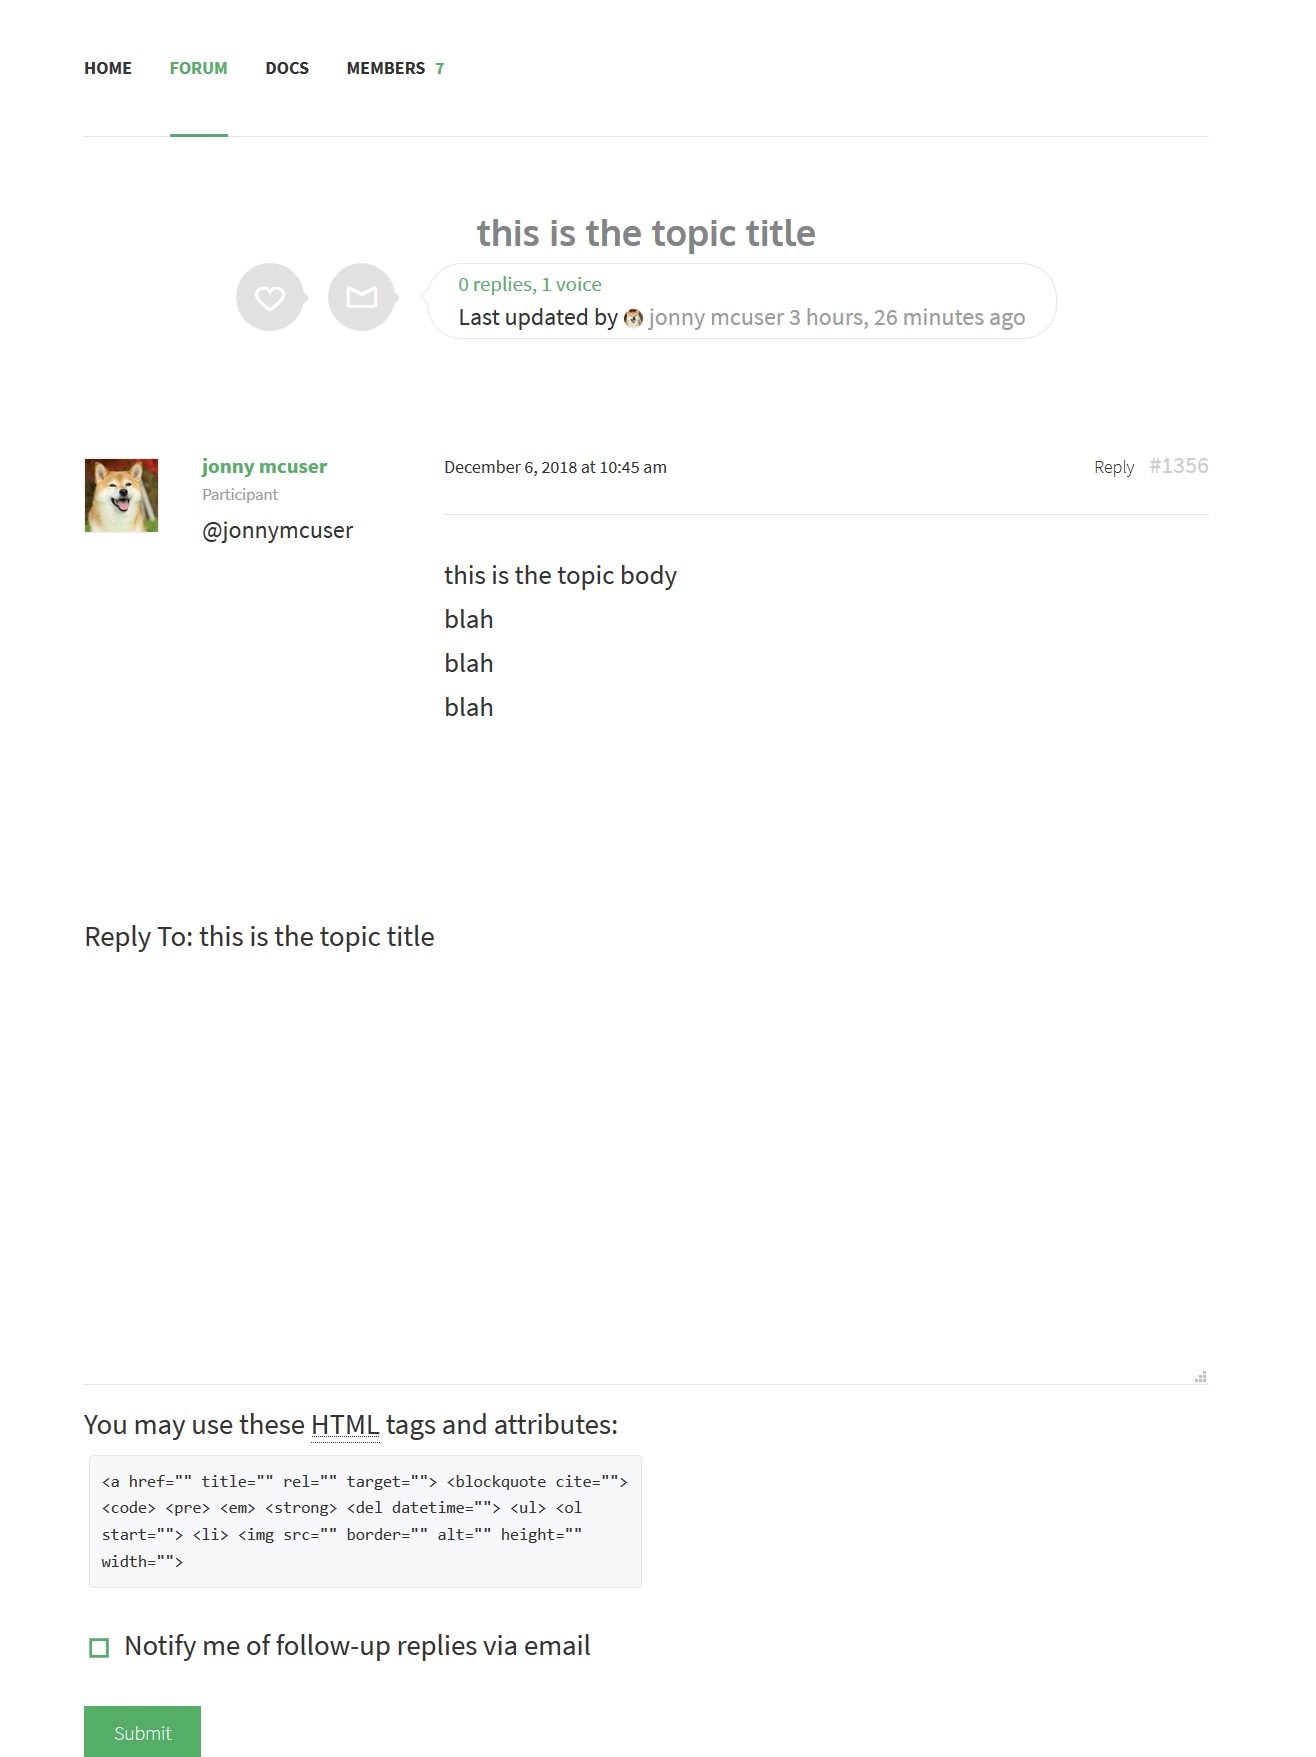 HOME FORUM DOCS MEMBERS 7
this is the topic title
0 replies, 1 voice
Last updated by jonny mcuser 3 hours, 26 minutes ago
jonny mcuser
Participant
@jonnymcuser
December 6, 2018 at 10:45 am Reply #1356
this is the topic body
blah
blah
blah
Reply To: this is the topic title
You may use these HTML tags and attributes:
<a href="" title="" rel="" target=""> <blockquote cite="">
<code> <pre> <em> <strong> <del datetime=""> <ul> <ol
start=""> <li> <img src="" border="" alt="" height=""
width="">
Notify me of follow-up replies via email
Submit